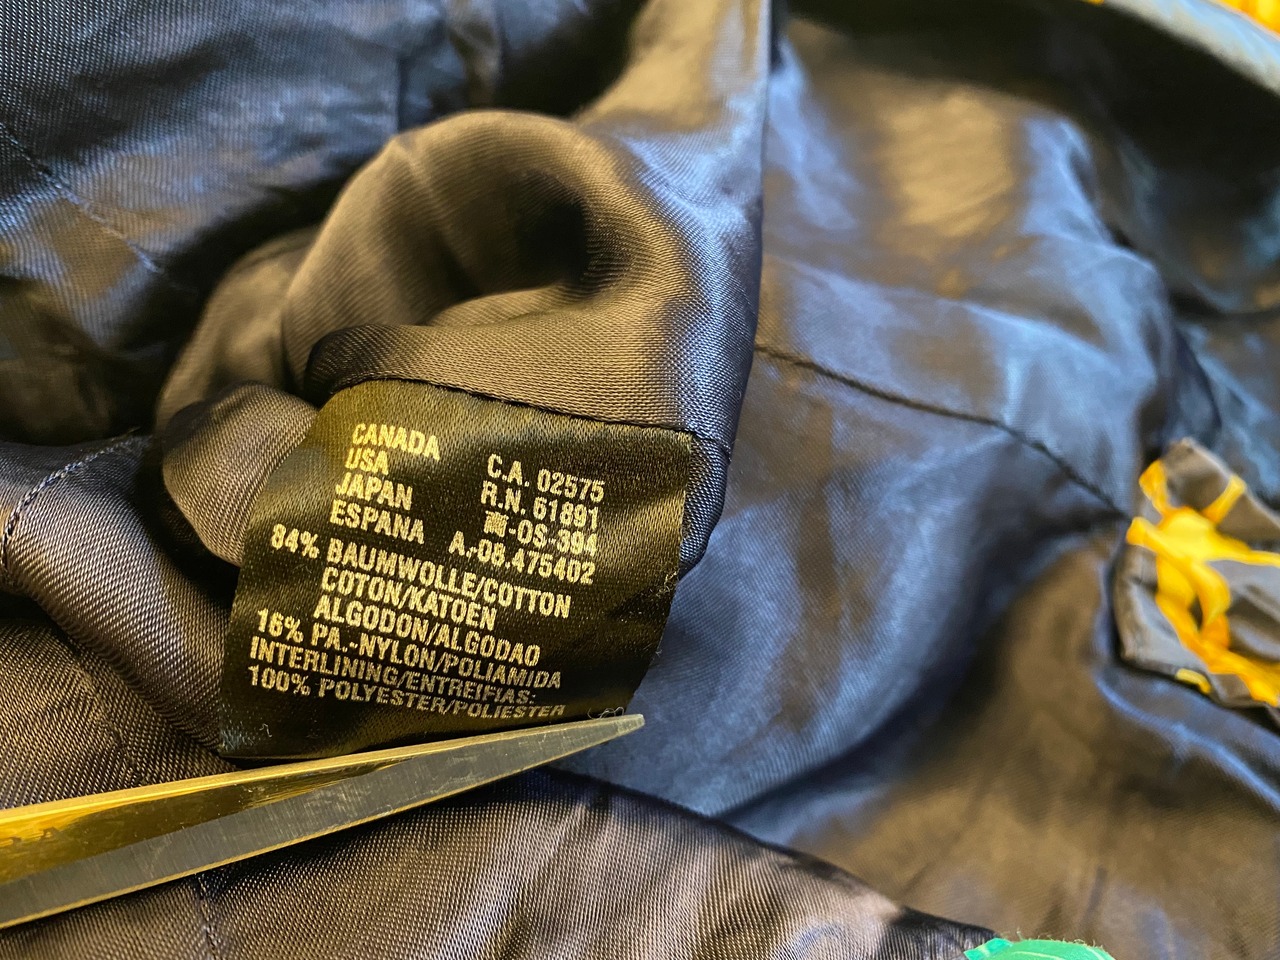 CANADA C.A. 02575
USA R.N. 61891
JAPAN -OS-394
ESPANA A.-08.475402
84% BAUMWOLLE/COTTON
COTON/KATOEN
ALGODON/ALGODAO
16% PA.-NYLON/POLIAMIDA
INTERLINING/ENTREIFIAS:
100% POLYESTER/POLIESTER